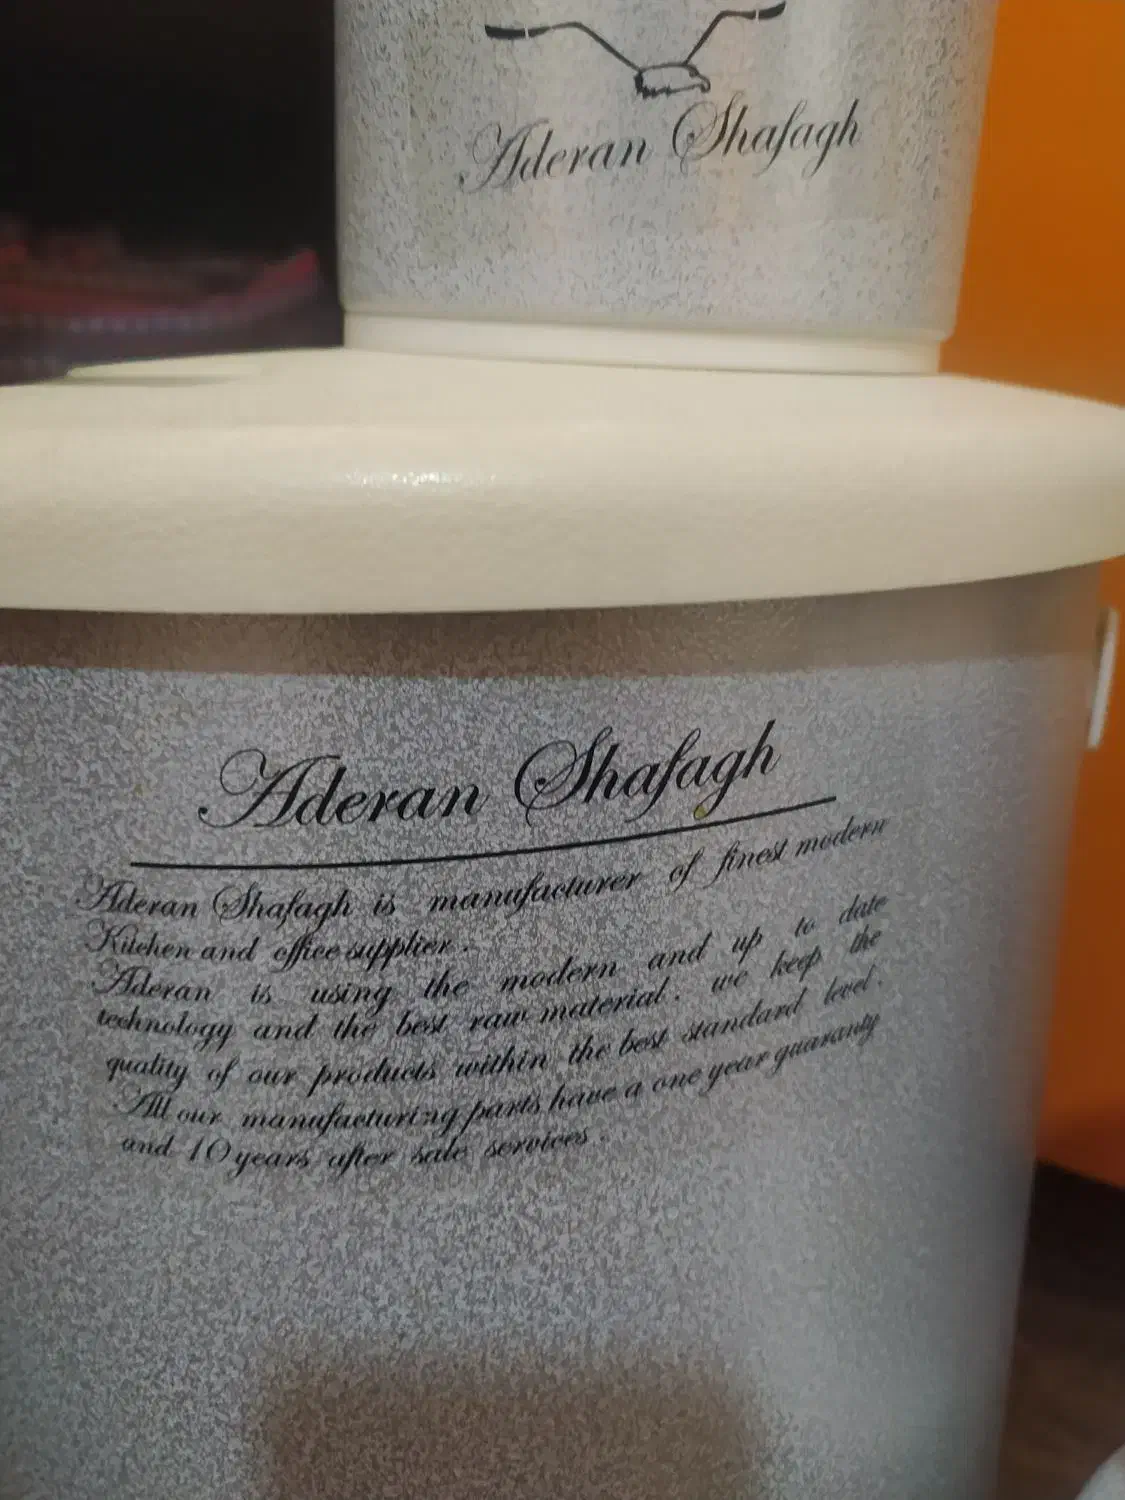 Aderan Shafagh
Aderan Shafagh
Aderan Shafagh is manufacturer of finest modern
Kitchen and office supplier .
Aderan is using the modern and up to date
technology and the best raw material . we keep the
quality of our products within the best standard level .
All our manufacturing parts have a one year guaranty
and 10 years after sale services .